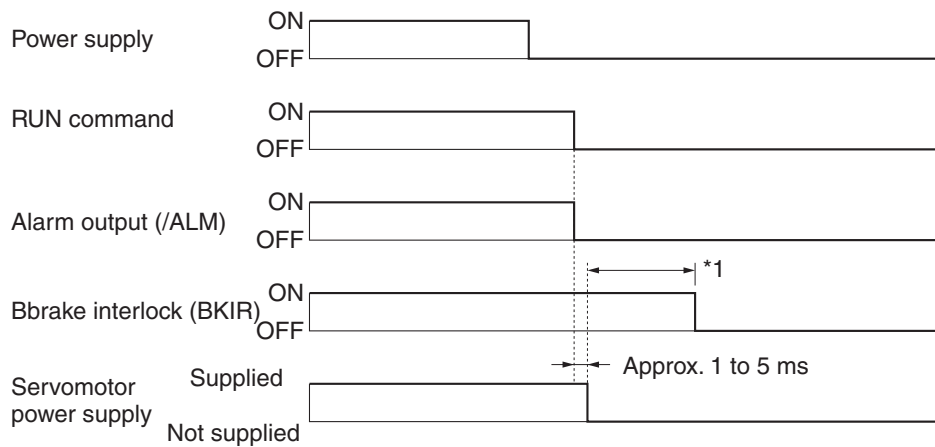 Power supply
ON
OFF
RUN command
ON
OFF
Alarm output (/ALM)
ON
OFF
*1
Bbrake interlock (BKIR)
ON
OFF
Approx. 1 to 5 ms
Servomotor
power supply
Supplied
Not supplied